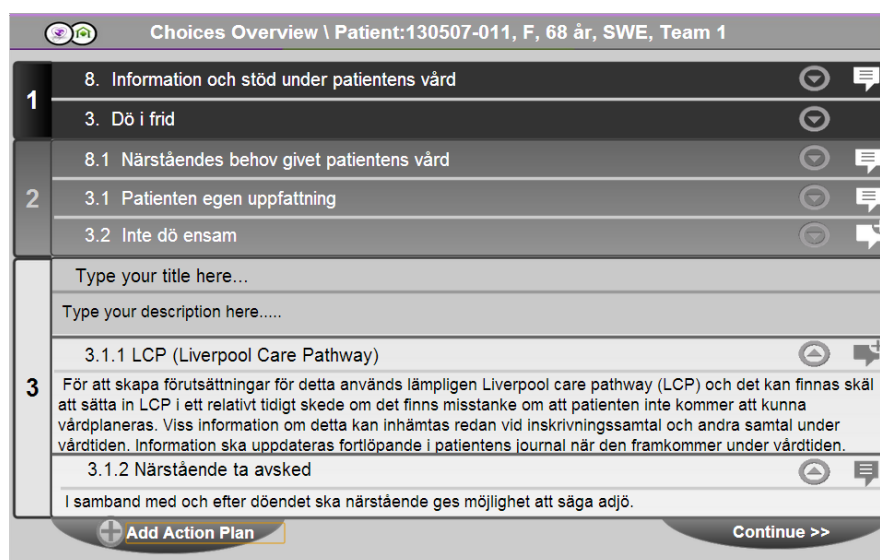 Choices Overview \ Patient:130507-011, F, 68 år, SWE, Team 1
1
8. Information och stöd under patientens vård
3. Dö i frid
2
8.1 Närståendes behov givet patientens vård
3.1 Patienten egen uppfattning
3.2 Inte dö ensam
3
Type your title here...
Type your description here.....
3.1.1 LCP (Liverpool Care Pathway)
För att skapa förutsättningar för detta används lämpligen Liverpool care pathway (LCP) och det kan finnas skäl
att sätta in LCP i ett relativt tidigt skede om det finns misstanke om att patienten inte kommer att kunna
vårdplaneras. Viss information om detta kan inhämtas redan vid inskrivningssamtal och andra samtal under
vårdtiden. Information ska uppdateras fortlöpande i patientens journal när den framkommer under vårdtiden.
3.1.2 Närstående ta avsked
I samband med och efter döendet ska närstående ges möjlighet att säga adjö.
Add Action Plan
Continue >>